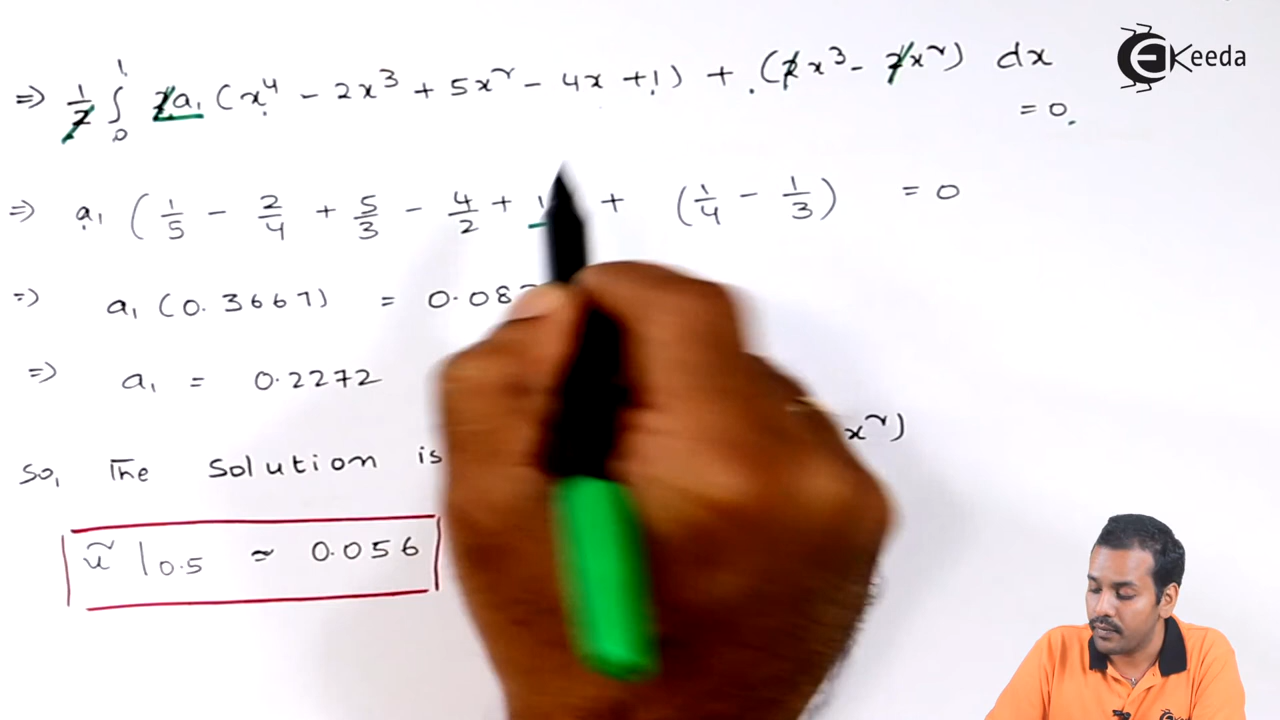 ⇒ 1/2 ∫₀¹ 2a₁ (x⁴ - 2x³ + 5x² - 4x + 1) + (2x³ - 2x²) dx
= 0
⇒ a₁ (1/5 - 2/4 + 5/3 - 4/2 + 1 + (1/4 - 1/3) = 0
⇒ a₁ (0.3667) = 0.08
⇒ a₁ = 0.2272
So, The Solution is x²)
ũ |0.5 ≈ 0.056
EKeeda